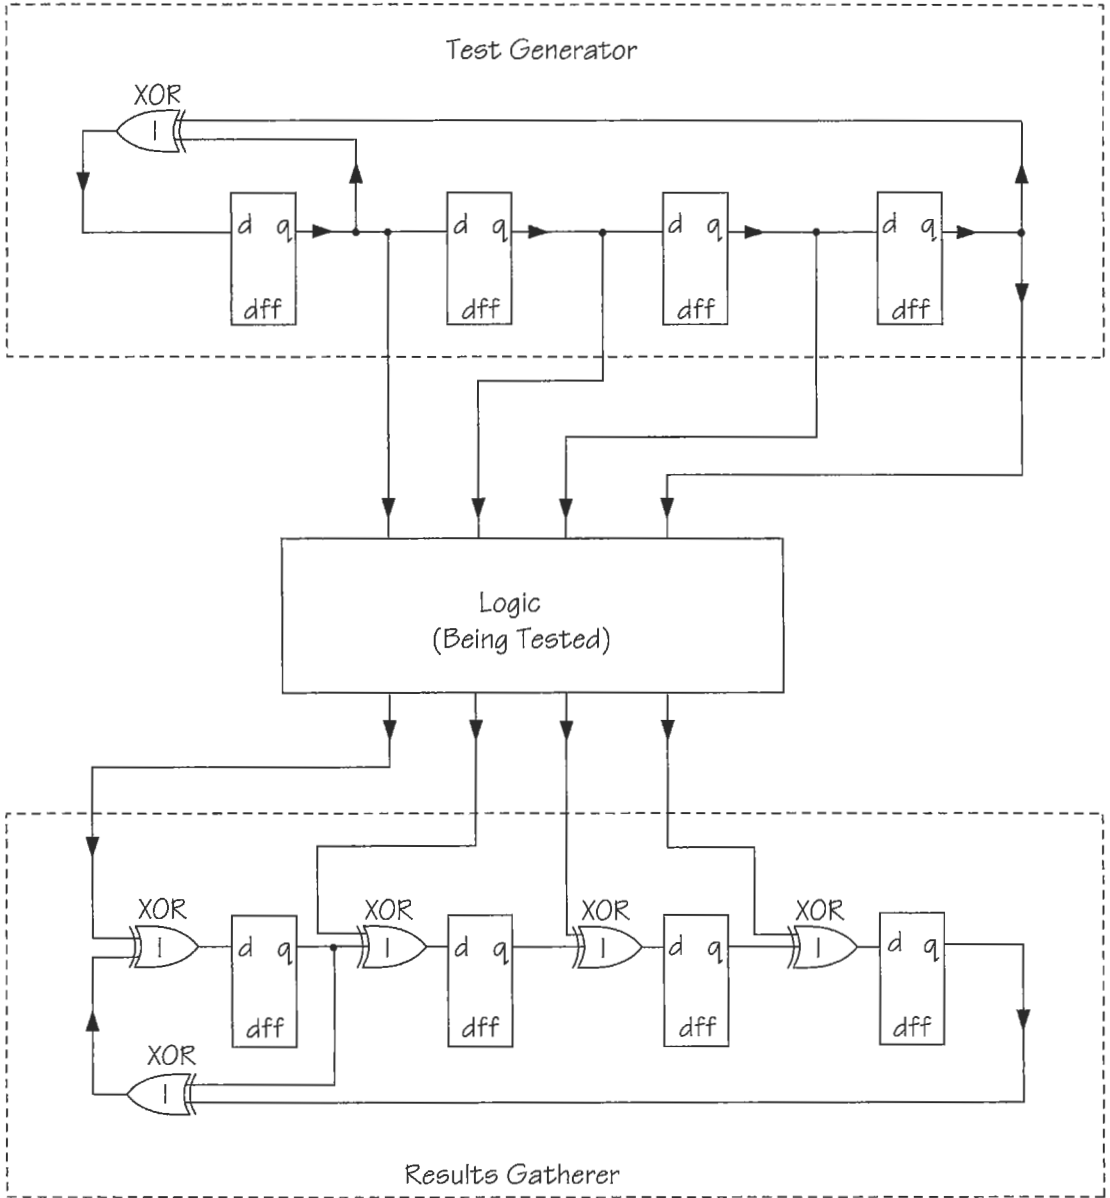 Test Generator
XOR
|
d q
d q
d q
d q
dff
dff
dff
dff
Logic
(Being Tested)
XOR
XOR
XOR
XOR
|
|
|
|
d q
d q
d q
d q
dff
dff
dff
dff
XOR
|
Results Gatherer